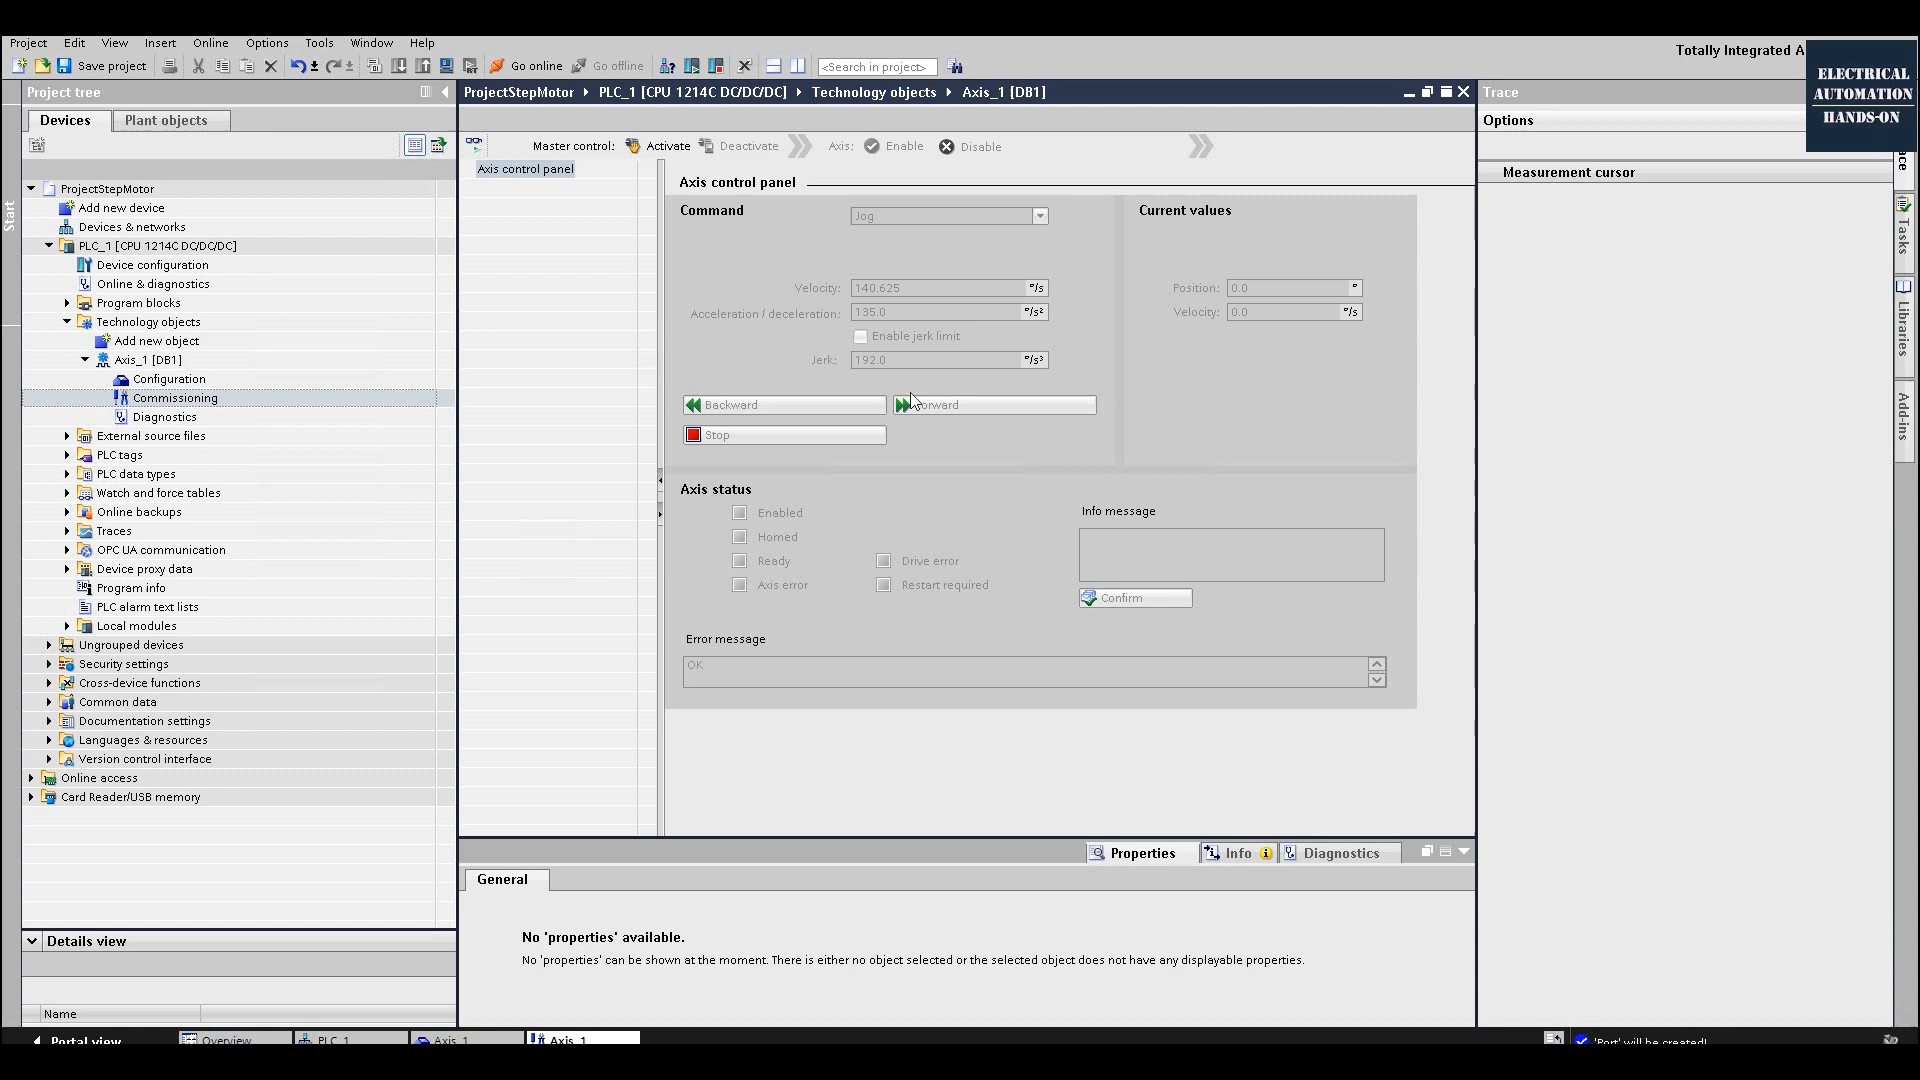 Project Edit View Insert Online Options Tools Window Help
Totally Integrated A
ELECTRICAL
AUTOMATION
HANDS-ON
Save project
Go online
Go offline
<Search in project>
Project tree
ProjectStepMotor
PLC_1 [CPU 1214C DC/DC/DC]
Technology objects
Axis_1 [DB1]
Trace
Devices
Plant objects
Options
Master control:
Activate
Deactivate
Axis:
Enable
Disable
Measurement cursor
Start
Tasks
Libraries
Add-ins
ProjectStepMotor
Add new device
Devices & networks
PLC_1 [CPU 1214C DC/DC/DC]
Device configuration
Online & diagnostics
Program blocks
Technology objects
Add new object
Axis_1 [DB1]
Configuration
Commissioning
Diagnostics
External source files
PLC tags
PLC data types
Watch and force tables
Online backups
Traces
OPC UA communication
Device proxy data
Program info
PLC alarm text lists
Local modules
Ungrouped devices
Security settings
Cross-device functions
Common data
Documentation settings
Languages & resources
Version control interface
Online access
Card Reader/USB memory
Details view
Name
Axis control panel
Axis control panel
Command
Jog
Velocity: 140.625 °/s
Acceleration / deceleration: 135.0 °/s²
Enable jerk limit
Jerk: 192.0 °/s³
Backward
Stop
Current values
Position: 0.0 °
Velocity: 0.0 °/s
Axis status
Enabled
Homed
Ready
Axis error
Drive error
Restart required
Info message
Confirm
Error message
OK
Properties
Info
Diagnostics
General
No 'properties' available.
No 'properties' can be shown at the moment. There is either no object selected or the selected object does not have any displayable properties.
Portal view
Overview
PLC_1
Axis_1
Axis_1
'Port' will be created!